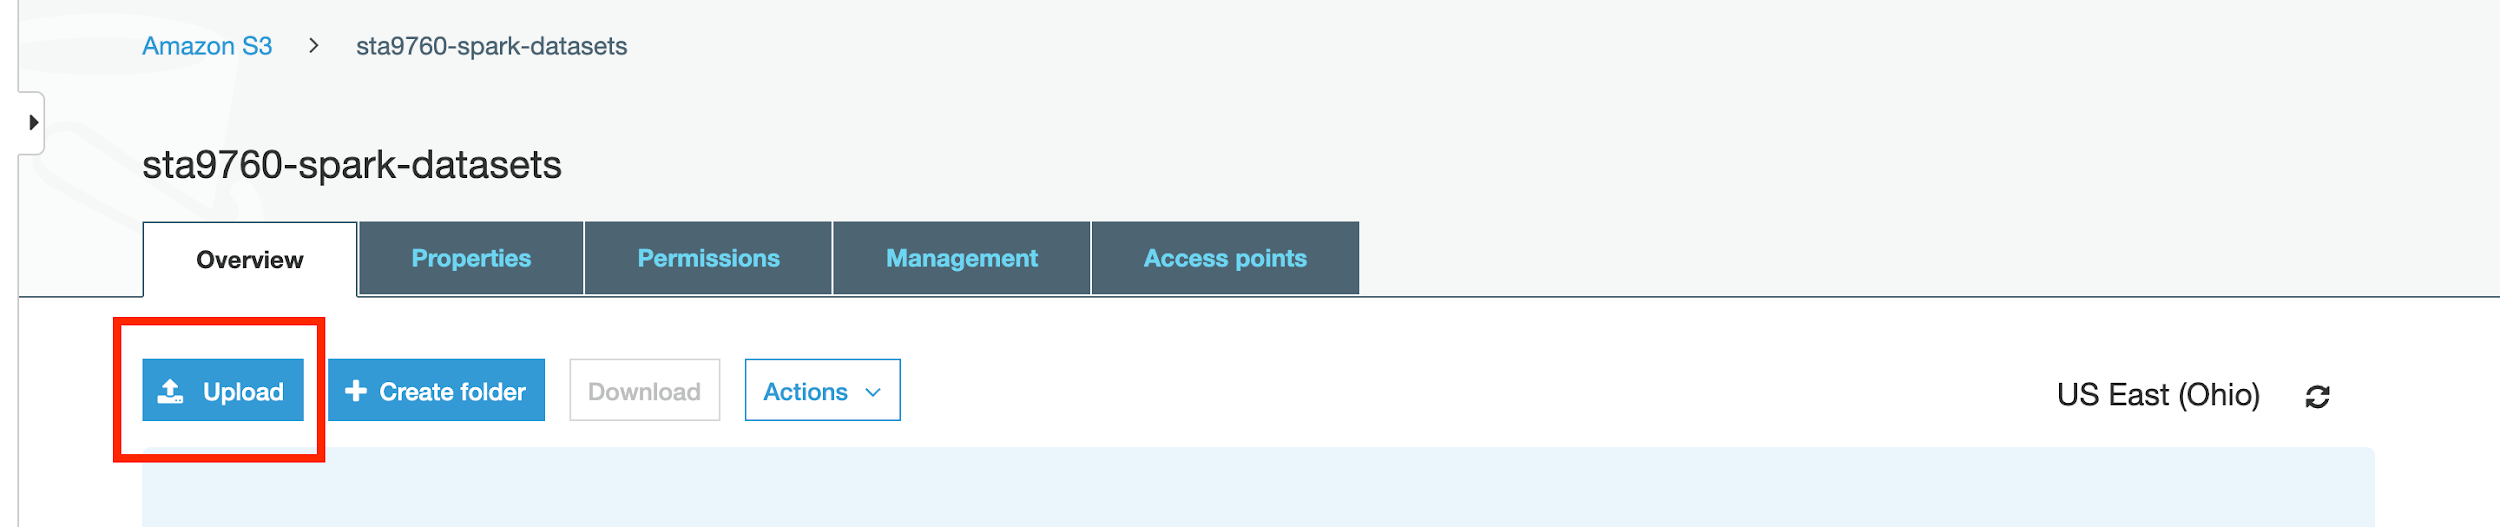 Amazon S3 > sta9760-spark-datasets
sta9760-spark-datasets
Overview Properties Permissions Management Access points
Upload Create folder Download Actions US East (Ohio)